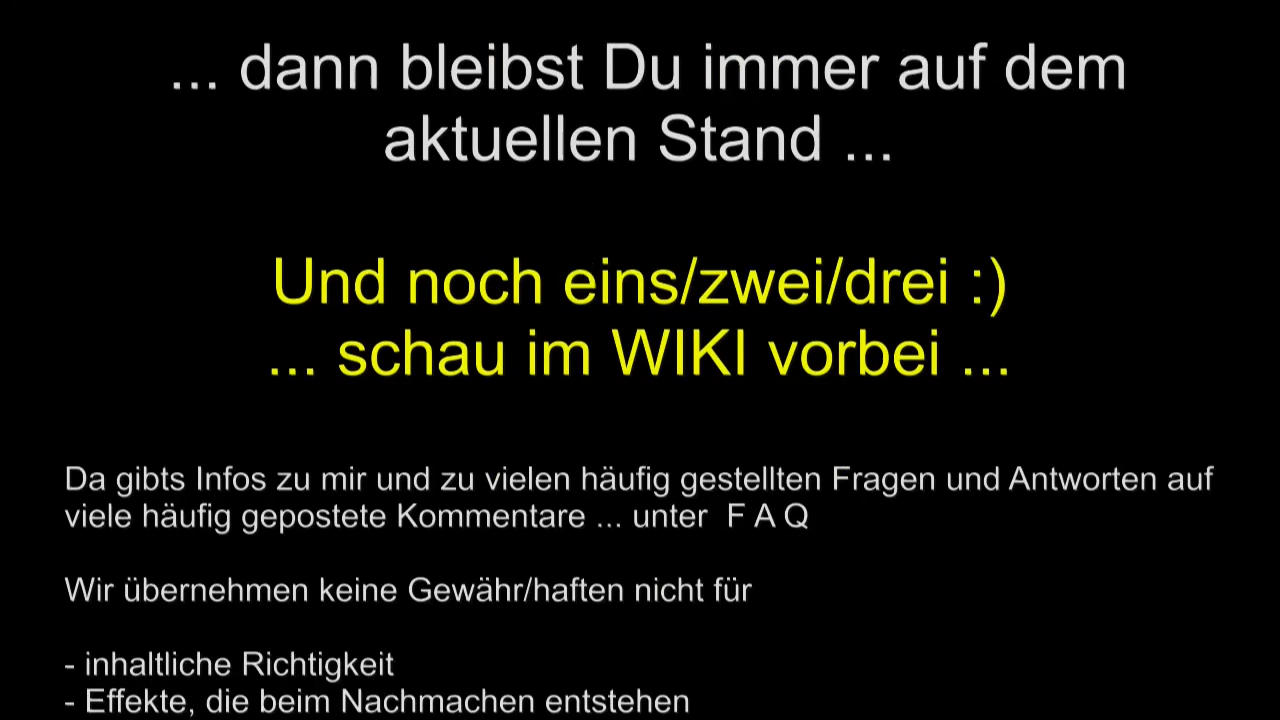 ... dann bleibst Du immer auf dem
aktuellen Stand ...
Und noch eins/zwei/drei :)
... schau im WIKI vorbei ...
Da gibts Infos zu mir und zu vielen häufig gestellten Fragen und Antworten auf
viele häufig gepostete Kommentare ... unter  F A Q
Wir übernehmen keine Gewähr/haften nicht für
- inhaltliche Richtigkeit
- Effekte, die beim Nachmachen entstehen